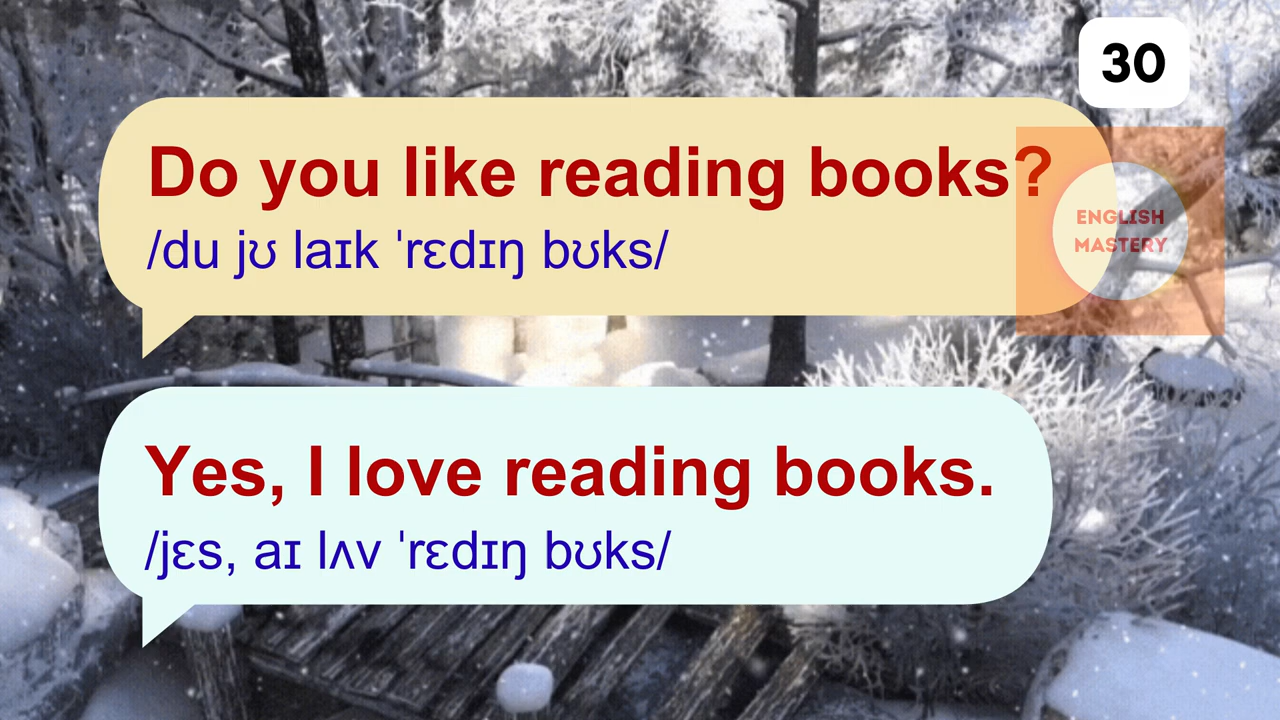 30
Do you like reading books?
/du jʊ laɪk ˈrɛdɪŋ bʊks/
ENGLISH
MASTERY
Yes, I love reading books.
/jɛs, aɪ lʌv ˈrɛdɪŋ bʊks/